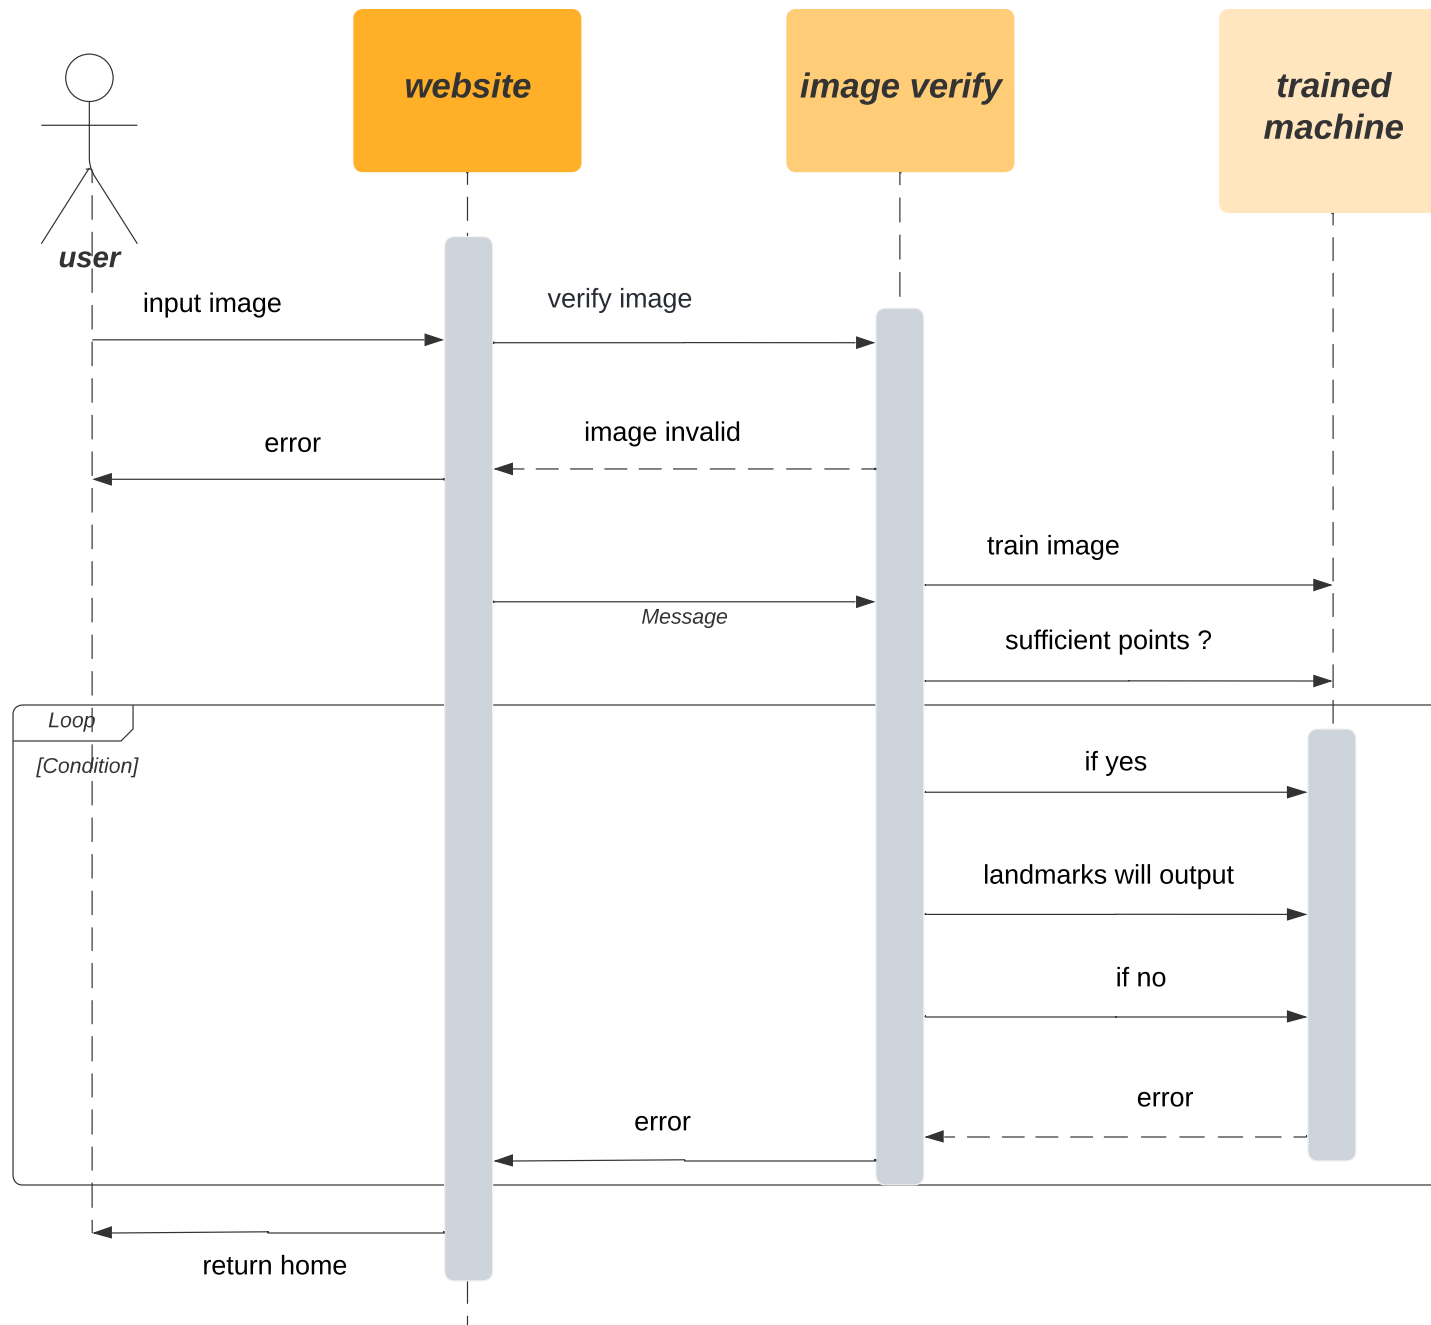 website
image verify
trained
machine
user
input image
verify image
error
image invalid
train image
Message
sufficient points ?
Loop
[Condition]
if yes
landmarks will output
if no
error
error
return home